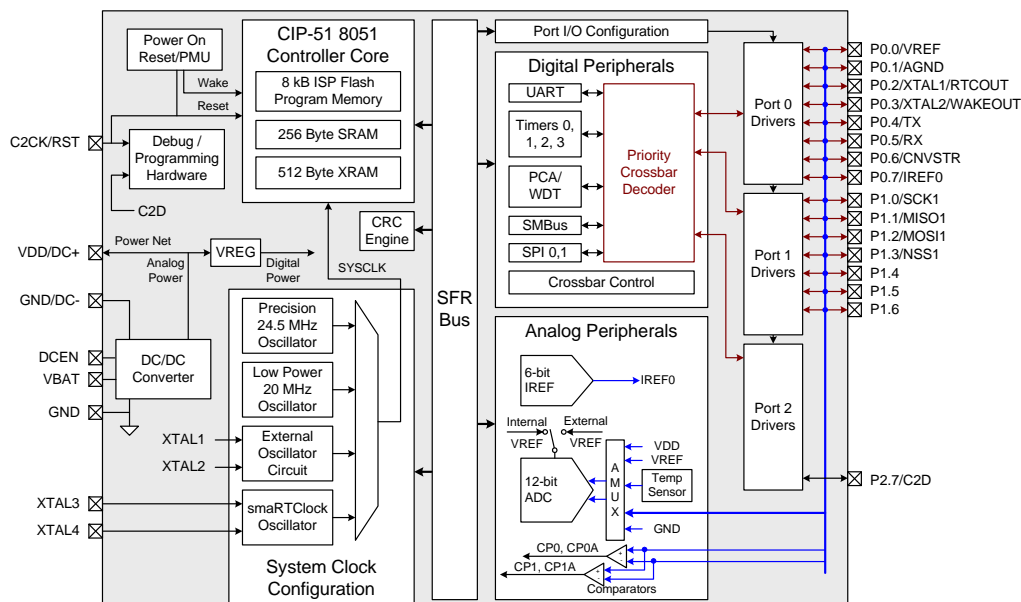 Power On
Reset/PMU
Wake
Reset
C2CK/RST
Debug /
Programming
Hardware
C2D
CIP-51 8051
Controller Core
8 kB ISP Flash
Program Memory
256 Byte SRAM
512 Byte XRAM
CRC
Engine
VDD/DC+
Power Net
Analog
Power
VREG
Digital
Power
SYSCLK
GND/DC-
DCEN
VBAT
GND
DC/DC
Converter
XTAL1
XTAL2
XTAL3
XTAL4
Precision
24.5 MHz
Oscillator
Low Power
20 MHz
Oscillator
External
Oscillator
Circuit
smaRTClock
Oscillator
System Clock
Configuration
SFR
Bus
Port I/O Configuration
Digital Peripherals
UART
Timers 0,
1, 2, 3
PCA/
WDT
SMBus
SPI 0,1
Priority
Crossbar
Decoder
Crossbar Control
Analog Peripherals
6-bit
IREF
IREF0
Internal
VREF
External
VREF
12-bit
ADC
A
M
U
X
VDD
VREF
Temp
Sensor
GND
CP0, CP0A
+
-
CP1, CP1A
+
-
Comparators
Port 0
Drivers
Port 1
Drivers
Port 2
Drivers
P0.0/VREF
P0.1/AGND
P0.2/XTAL1/RTCOUT
P0.3/XTAL2/WAKEOUT
P0.4/TX
P0.5/RX
P0.6/CNVSTR
P0.7/IREF0
P1.0/SCK1
P1.1/MISO1
P1.2/MOSI1
P1.3/NSS1
P1.4
P1.5
P1.6
P2.7/C2D